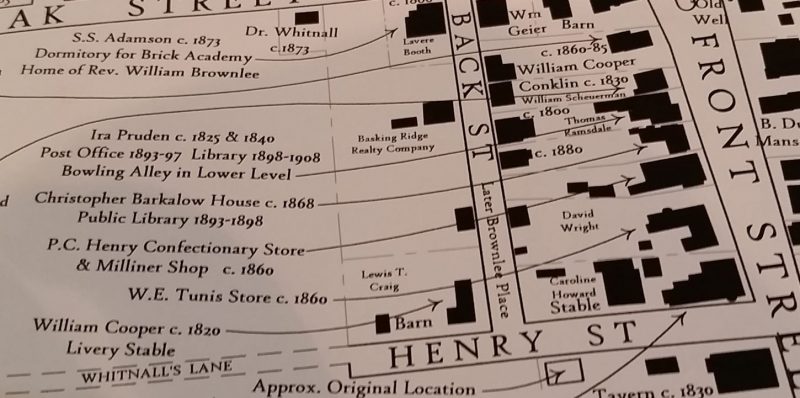 AK STREET
S.S. Adamson c. 1873
Dormitory for Brick Academy
Home of Rev. William Brownlee
Dr. Whitnall
c.1873
Lavere
Booth
BACK ST
Later Brownlee Place
Wm
Geier
Barn
Old
Well
c. 1860-85
William Cooper
Conklin c. 1830
William Scheuerman
c. 1800
Thomas
Ramsdale
c. 1880
FRONT STRE
B. D
Mans
Basking Ridge
Realty Company
Ira Pruden c. 1825 & 1840
Post Office 1893-97 Library 1898-1908
Bowling Alley in Lower Level
Christopher Barkalow House c. 1868
Public Library 1893-1898
P.C. Henry Confectionary Store
& Milliner Shop c. 1860
W.E. Tunis Store c. 1860
William Cooper c. 1820
Livery Stable
David
Wright
Lewis T.
Craig
Barn
Caroline
Howard
Stable
HENRY ST
WHITNALL'S LANE
Approx. Original Location
Tavern c. 1830